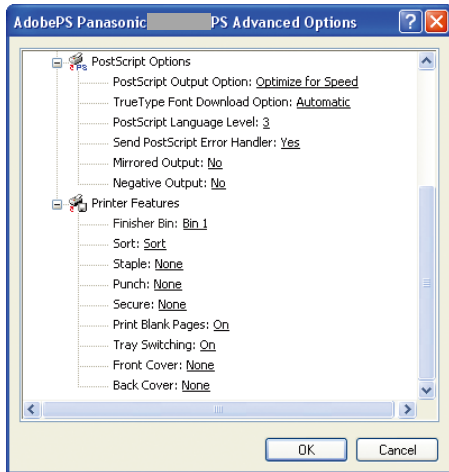 AdobePS Panasonic PS Advanced Options
PostScript Options
PostScript Output Option: Optimize for Speed
TrueType Font Download Option: Automatic
PostScript Language Level: 3
Send PostScript Error Handler: Yes
Mirrored Output: No
Negative Output: No
Printer Features
Finisher Bin: Bin 1
Sort: Sort
Staple: None
Punch: None
Secure: None
Print Blank Pages: On
Tray Switching: On
Front Cover: None
Back Cover: None
OK Cancel